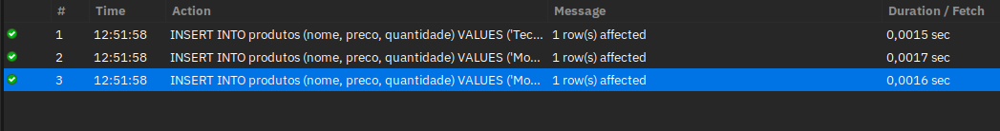 # Time Action Message Duration / Fetch
1 12:51:58 INSERT INTO produtos (nome, preco, quantidade) VALUES ('Tec... 1 row(s) affected 0,0015 sec
2 12:51:58 INSERT INTO produtos (nome, preco, quantidade) VALUES ('Mo... 1 row(s) affected 0,0017 sec
3 12:51:58 INSERT INTO produtos (nome, preco, quantidade) VALUES ('Mo... 1 row(s) affected 0,0016 sec